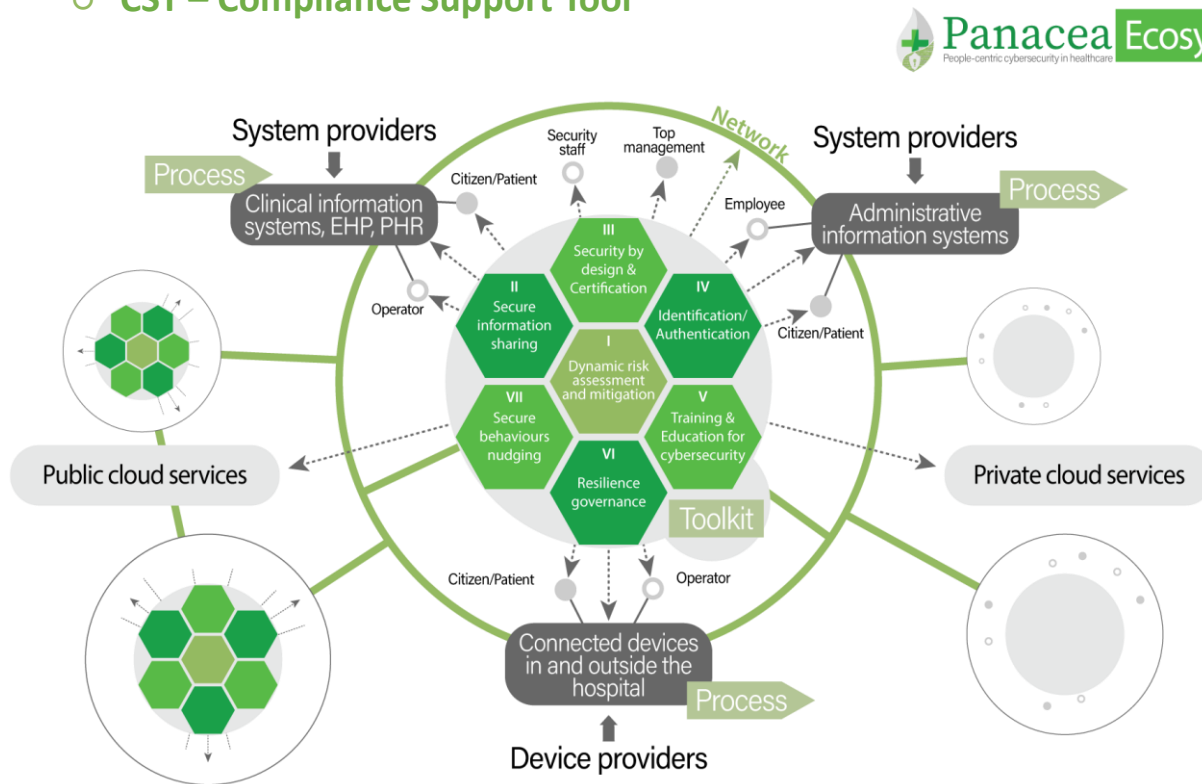 CST – Compliance Support Tool
Panacea
People-centric cybersecurity in healthcare
System providers
Process
Clinical information
systems, EHP, PHR
Citizen/Patient
Operator
Security
staff
Top
management
Network
System providers
Process
Administrative
information systems
Employee
Citizen/Patient
III
Security by
design &
Certification
II
Secure
information
sharing
IV
Identification/
Authentication
I
Dynamic risk
assessment
and mitigation
VII
Secure
behaviours
nudging
V
Training &
Education for
cybersecurity
VI
Resilience
governance
Toolkit
Public cloud services
Private cloud services
Citizen/Patient
Operator
Connected devices
in and outside the
hospital
Process
Device providers